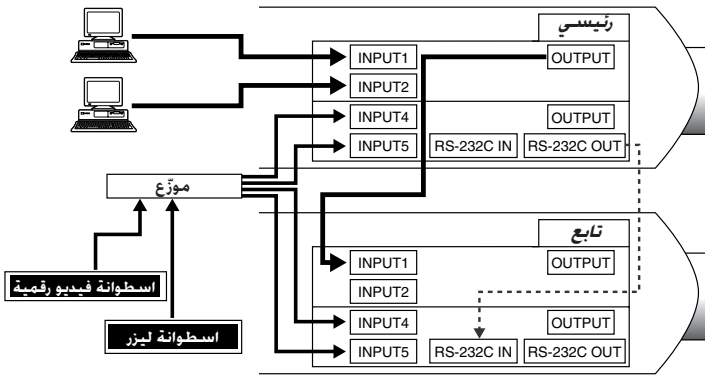 رئيسـي
INPUT1 OUTPUT
INPUT2
INPUT4 OUTPUT
INPUT5 RS-232C IN RS-232C OUT
موزّع
تابع
INPUT1 OUTPUT
INPUT2
اسطوانة فيديو رقمية
INPUT4 OUTPUT
اسطوانة ليزر
INPUT5 RS-232C IN RS-232C OUT